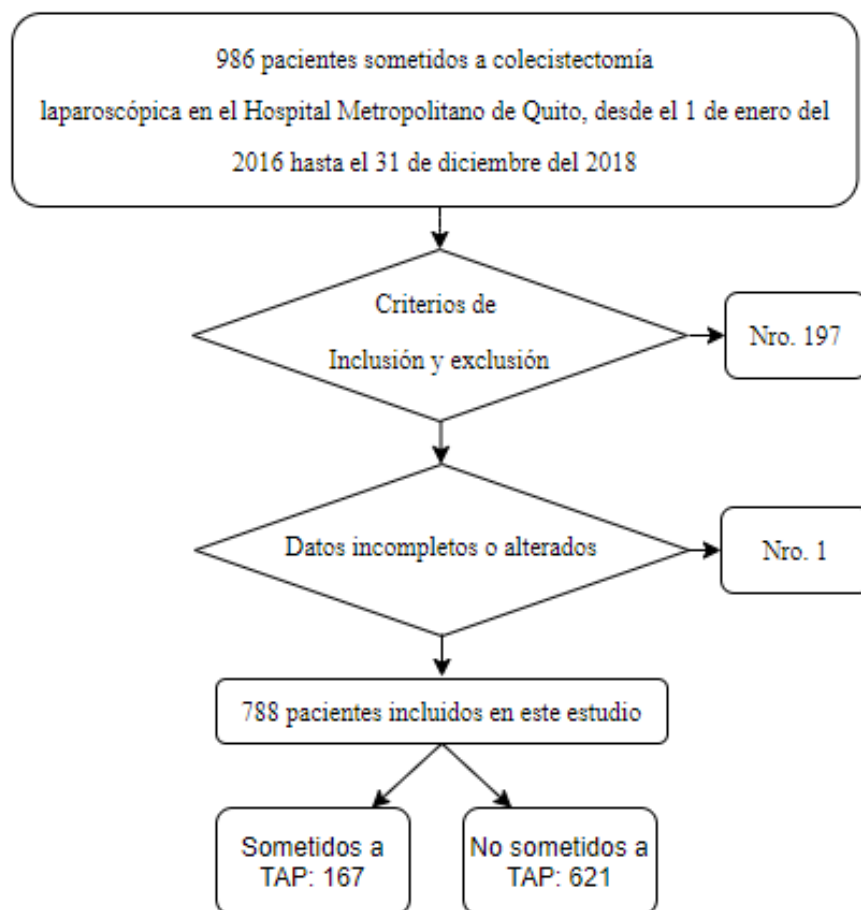 986 pacientes sometidos a colecistectomía
laparoscópica en el Hospital Metropolitano de Quito, desde el 1 de enero del
2016 hasta el 31 de diciembre del 2018
Criterios de
Inclusión y exclusión
Nro. 197
Datos incompletos o alterados
Nro. 1
788 pacientes incluidos en este estudio
Sometidos a
TAP: 167
No sometidos a
TAP: 621